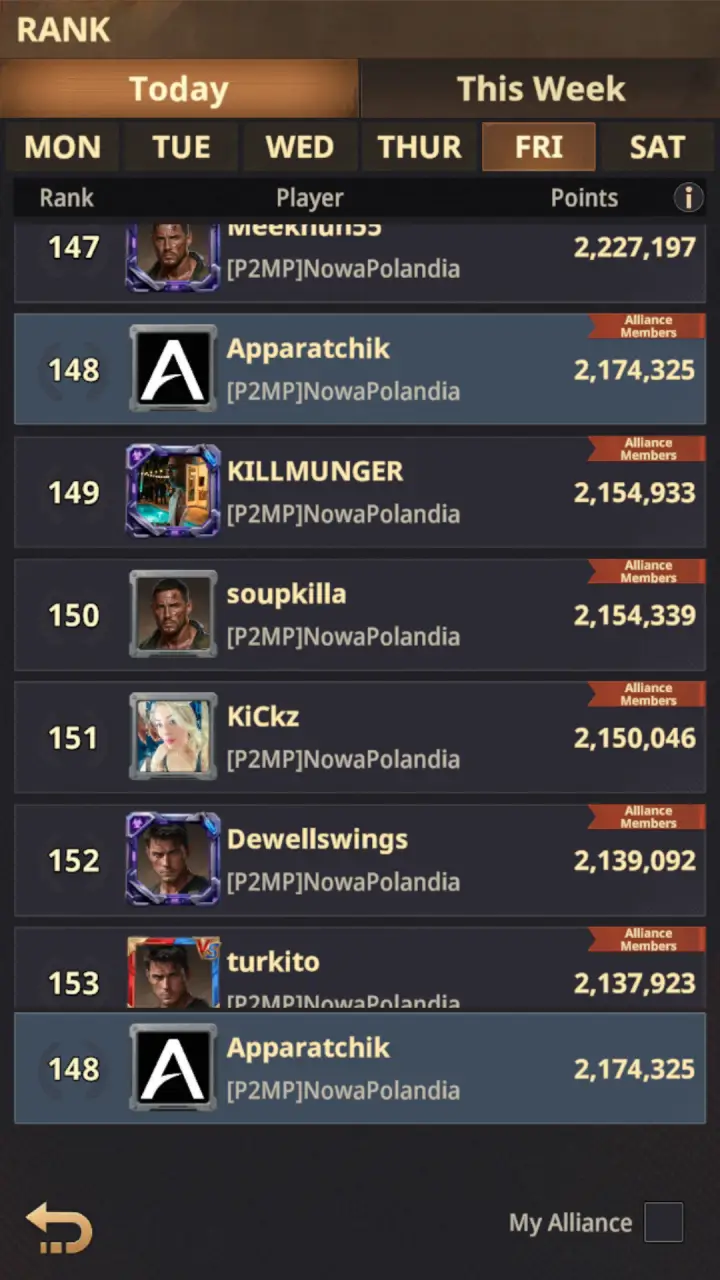 RANK
Today This Week
MON TUE WED THUR FRI SAT
Rank Player Points
147 Meekhun55 2,227,197
[P2MP]NowaPolandia
Alliance
Members
148 Apparatchik 2,174,325
[P2MP]NowaPolandia
Alliance
Members
149 KILLMUNGER 2,154,933
[P2MP]NowaPolandia
Alliance
Members
150 soupkilla 2,154,339
[P2MP]NowaPolandia
Alliance
Members
151 KiCkz 2,150,046
[P2MP]NowaPolandia
Alliance
Members
152 Dewellswings 2,139,092
[P2MP]NowaPolandia
Alliance
Members
153 turkito 2,137,923
[P2MP]NowaPolandia
148 Apparatchik 2,174,325
[P2MP]NowaPolandia
My Alliance